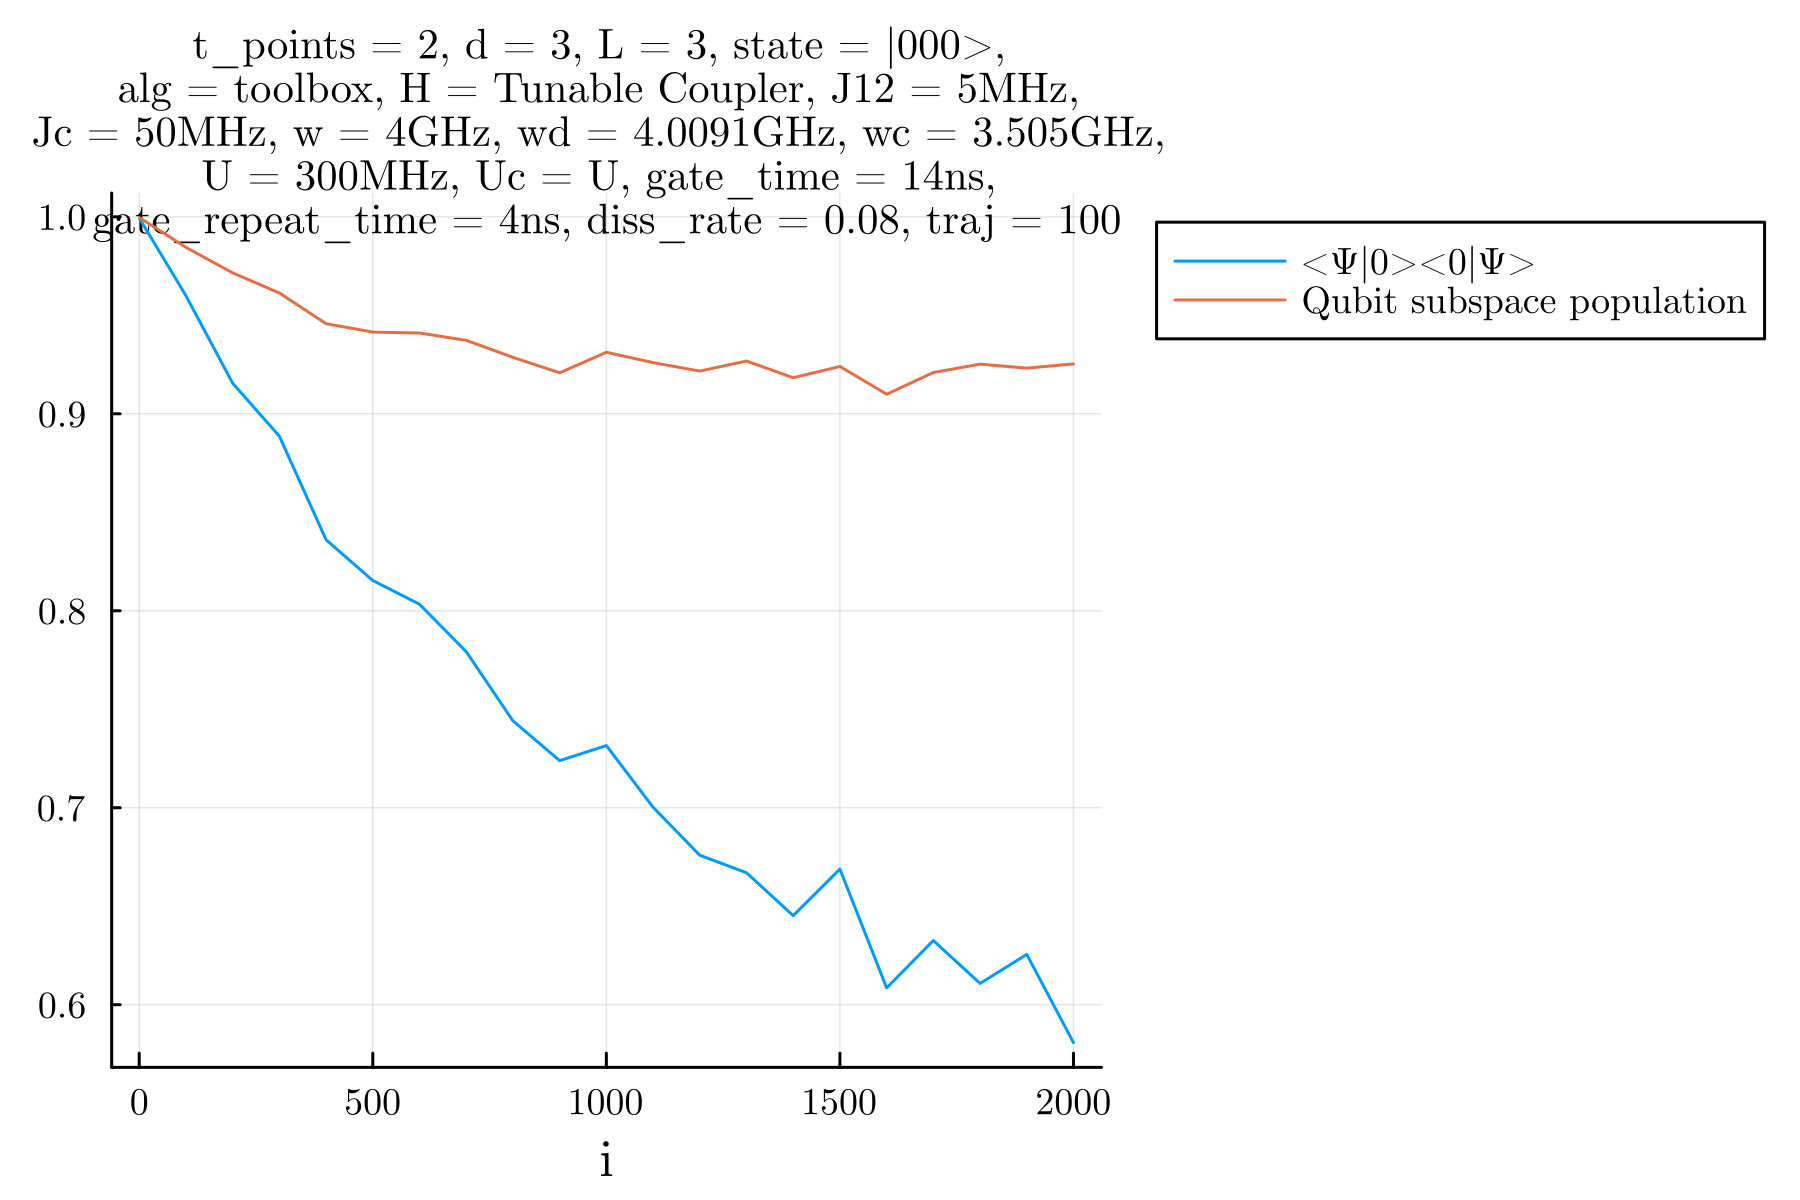 t_points = 2, d = 3, L = 3, state = |000>,
alg = toolbox, H = Tunable Coupler, J12 = 5MHz,
Jc = 50MHz, w = 4GHz, wd = 4.0091GHz, wc = 3.505GHz,
U = 300MHz, Uc = U, gate_time = 14ns,
gate_repeat_time = 4ns, diss_rate = 0.08, traj = 100
<Ψ|0><0|Ψ>
Qubit subspace population
1.0
0.9
0.8
0.7
0.6
0 500 1000 1500 2000
i